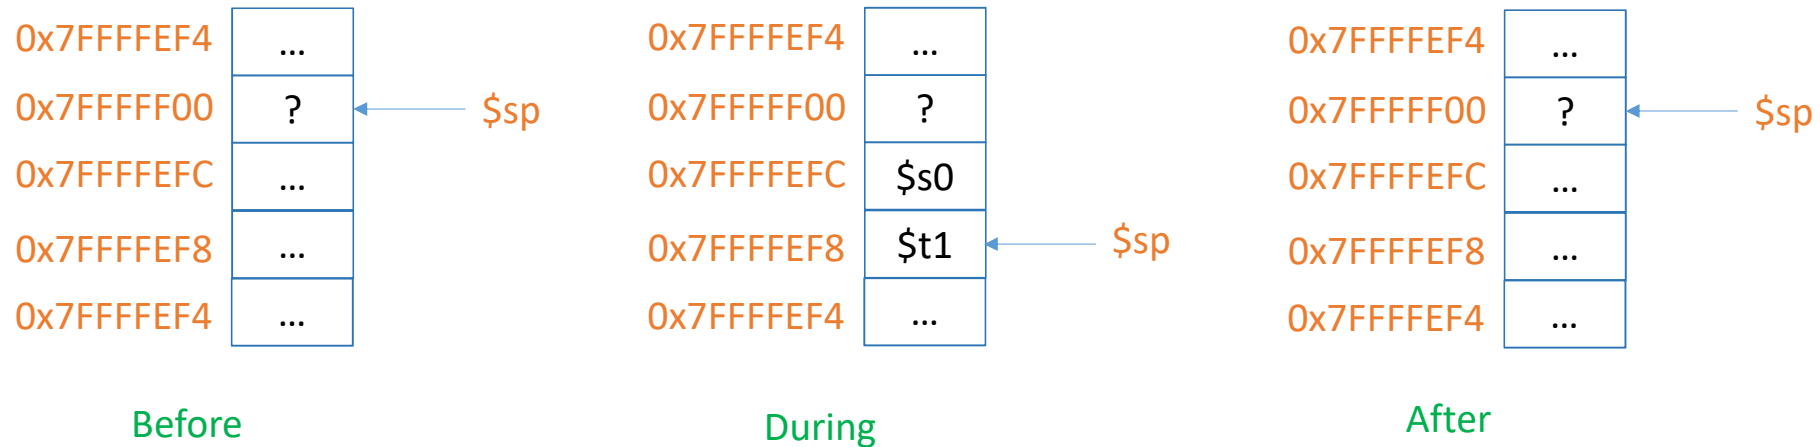 0x7FFFFEF4 ...
0x7FFFFF00 ? $sp
0x7FFFFEFC ...
0x7FFFFEF8 ...
0x7FFFFEF4 ...
Before
0x7FFFFEF4 ...
0x7FFFFF00 ?
0x7FFFFEFC $s0
0x7FFFFEF8 $t1 $sp
0x7FFFFEF4 ...
During
0x7FFFFEF4 ...
0x7FFFFF00 ? $sp
0x7FFFFEFC ...
0x7FFFFEF8 ...
0x7FFFFEF4 ...
After